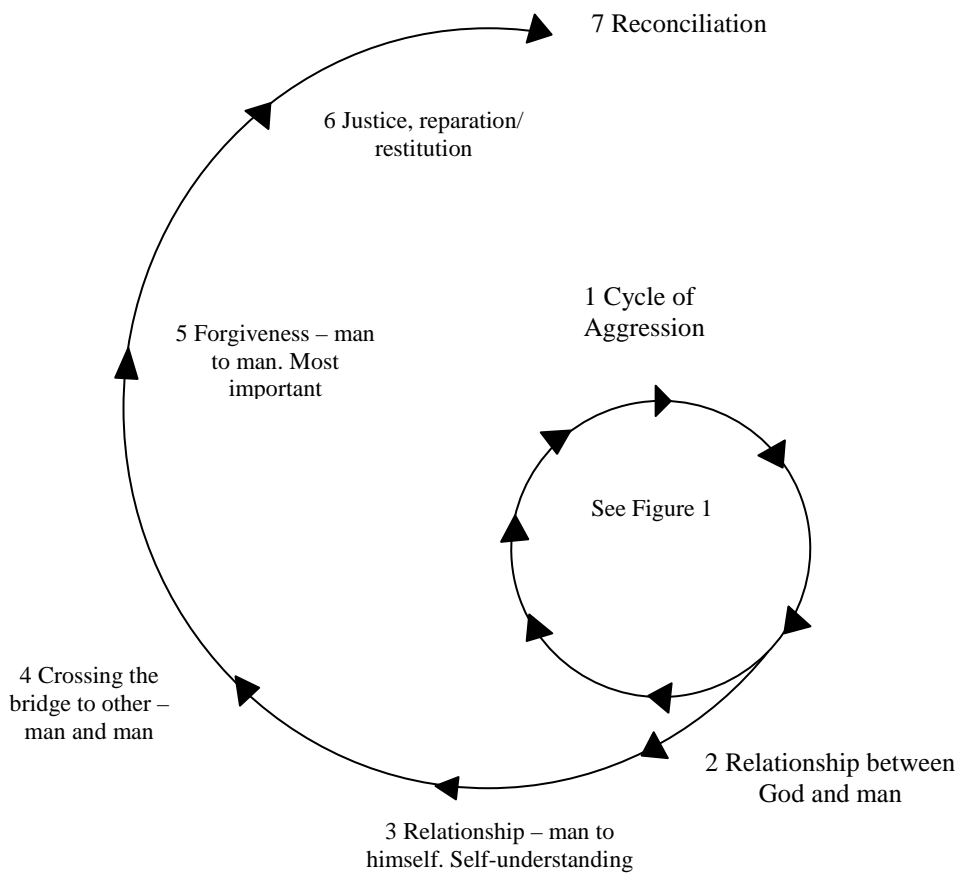 7 Reconciliation
6 Justice, reparation/
restitution
1 Cycle of
Aggression
5 Forgiveness – man
to man. Most
important
See Figure 1
4 Crossing the
bridge to other –
man and man
2 Relationship between
God and man
3 Relationship – man to
himself. Self-understanding